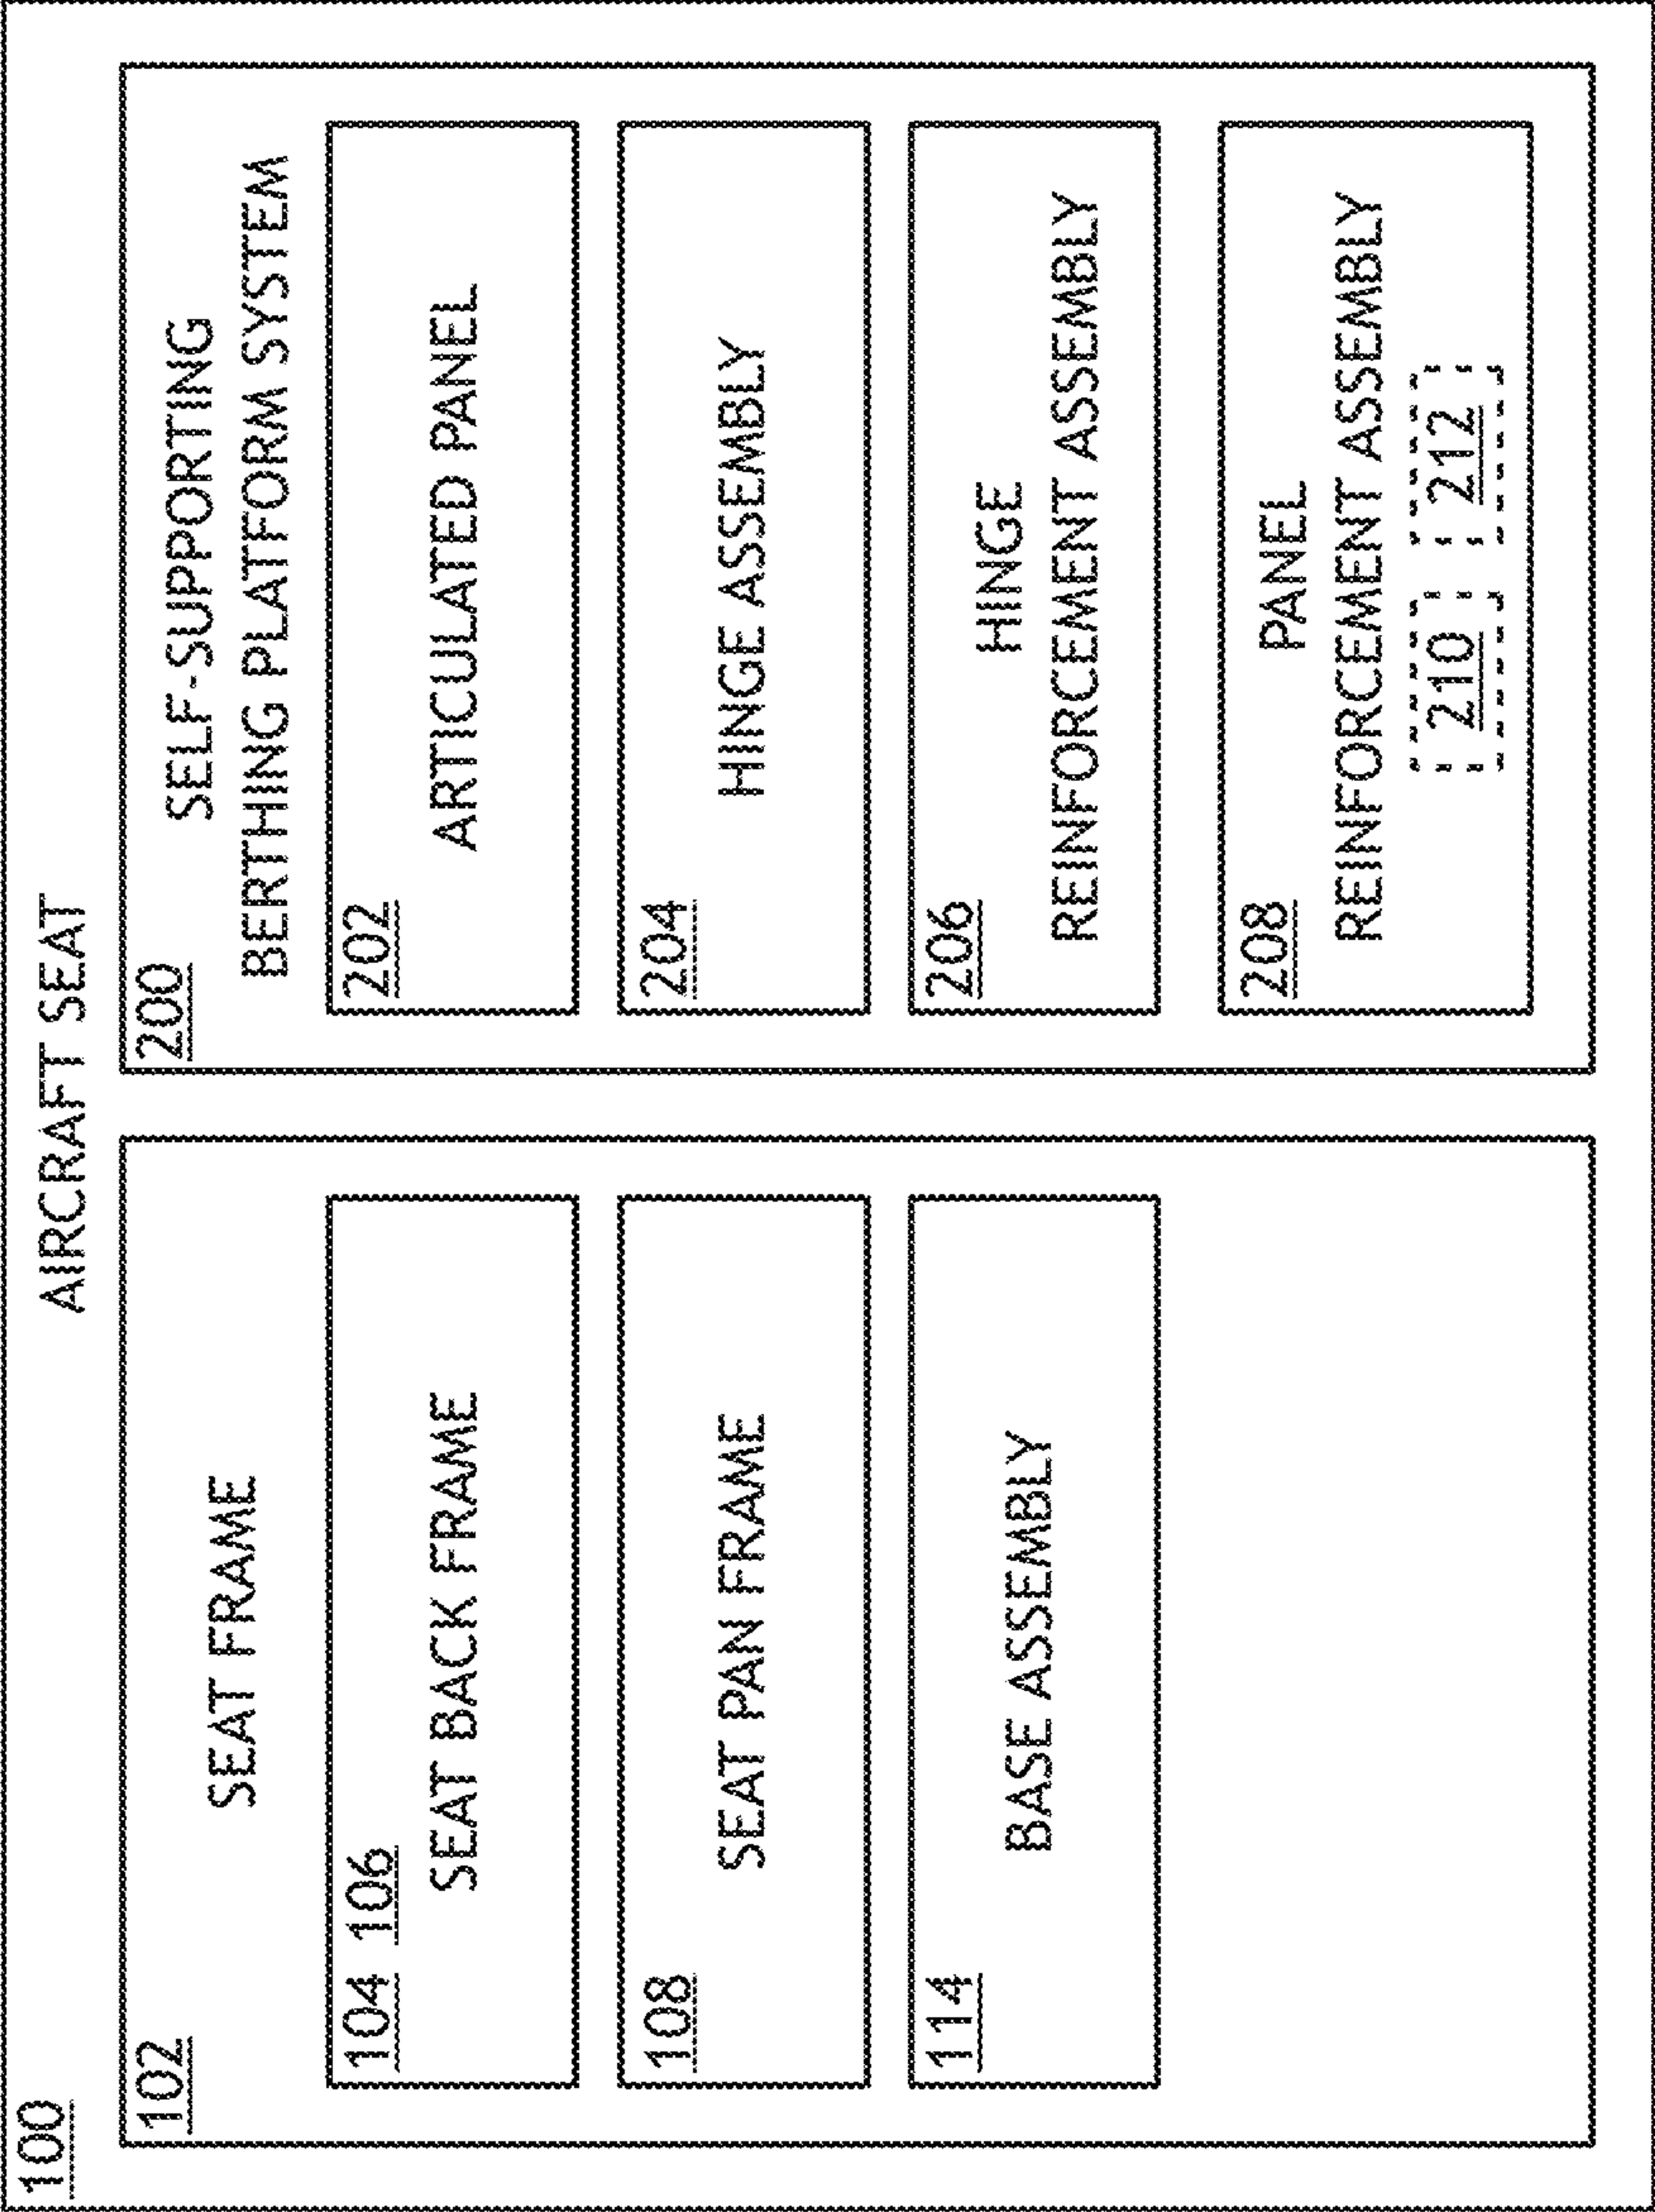 100
AIRCRAFT SEAT
102
SEAT FRAME
104 106
SEAT BACK FRAME
108
SEAT PAN FRAME
114
BASE ASSEMBLY
200
SELF-SUPPORTING
BERTHING PLATFORM SYSTEM
202
ARTICULATED PANEL
204
HINGE ASSEMBLY
206
HINGE
REINFORCEMENT ASSEMBLY
208
PANEL
REINFORCEMENT ASSEMBLY
210 212